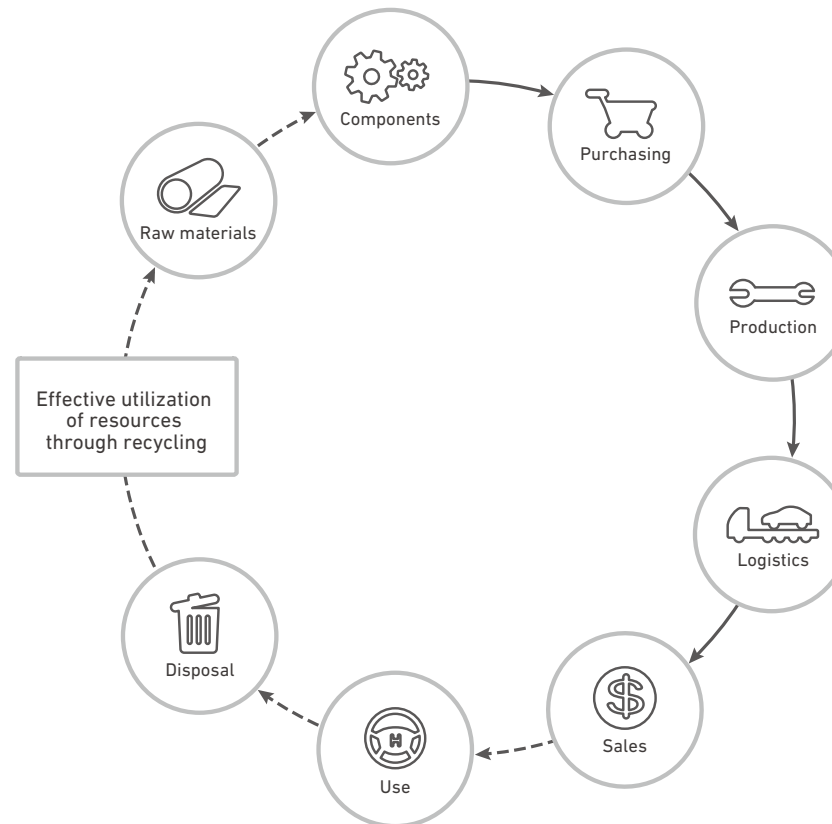 Components
Purchasing
Raw materials
Production
Effective utilization
of resources
through recycling
Logistics
Disposal
$
Sales
H
Use